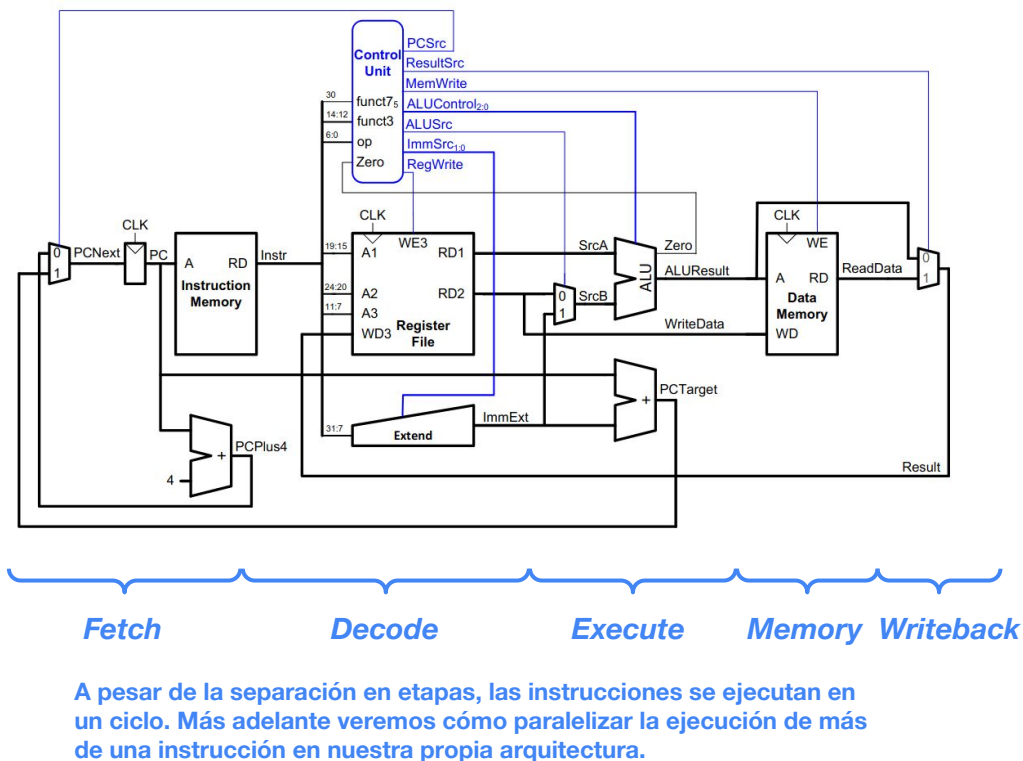 PCSrc
Control
Unit
ResultSrc
MemWrite
30
funct7₅
ALUControl₂:₀
14:12
funct3
ALUSrc
6:0
op
ImmSrc₁:₀
Zero
RegWrite
CLK
CLK
CLK
0
1
PCNext
PC
A
RD
Instruction
Memory
Instr
19:15
A1
WE3
RD1
24:20
A2
RD2
11:7
A3
WD3
Register
File
SrcA
0
1
SrcB
ALU
Zero
ALUResult
WriteData
WE
A
RD
Data
Memory
WD
ReadData
0
1
+
PCTarget
31:7
Extend
ImmExt
+
PCPlus4
4
Result
Fetch
Decode
Execute
Memory
Writeback
A pesar de la separación en etapas, las instrucciones se ejecutan en
un ciclo. Más adelante veremos cómo paralelizar la ejecución de más
de una instrucción en nuestra propia arquitectura.